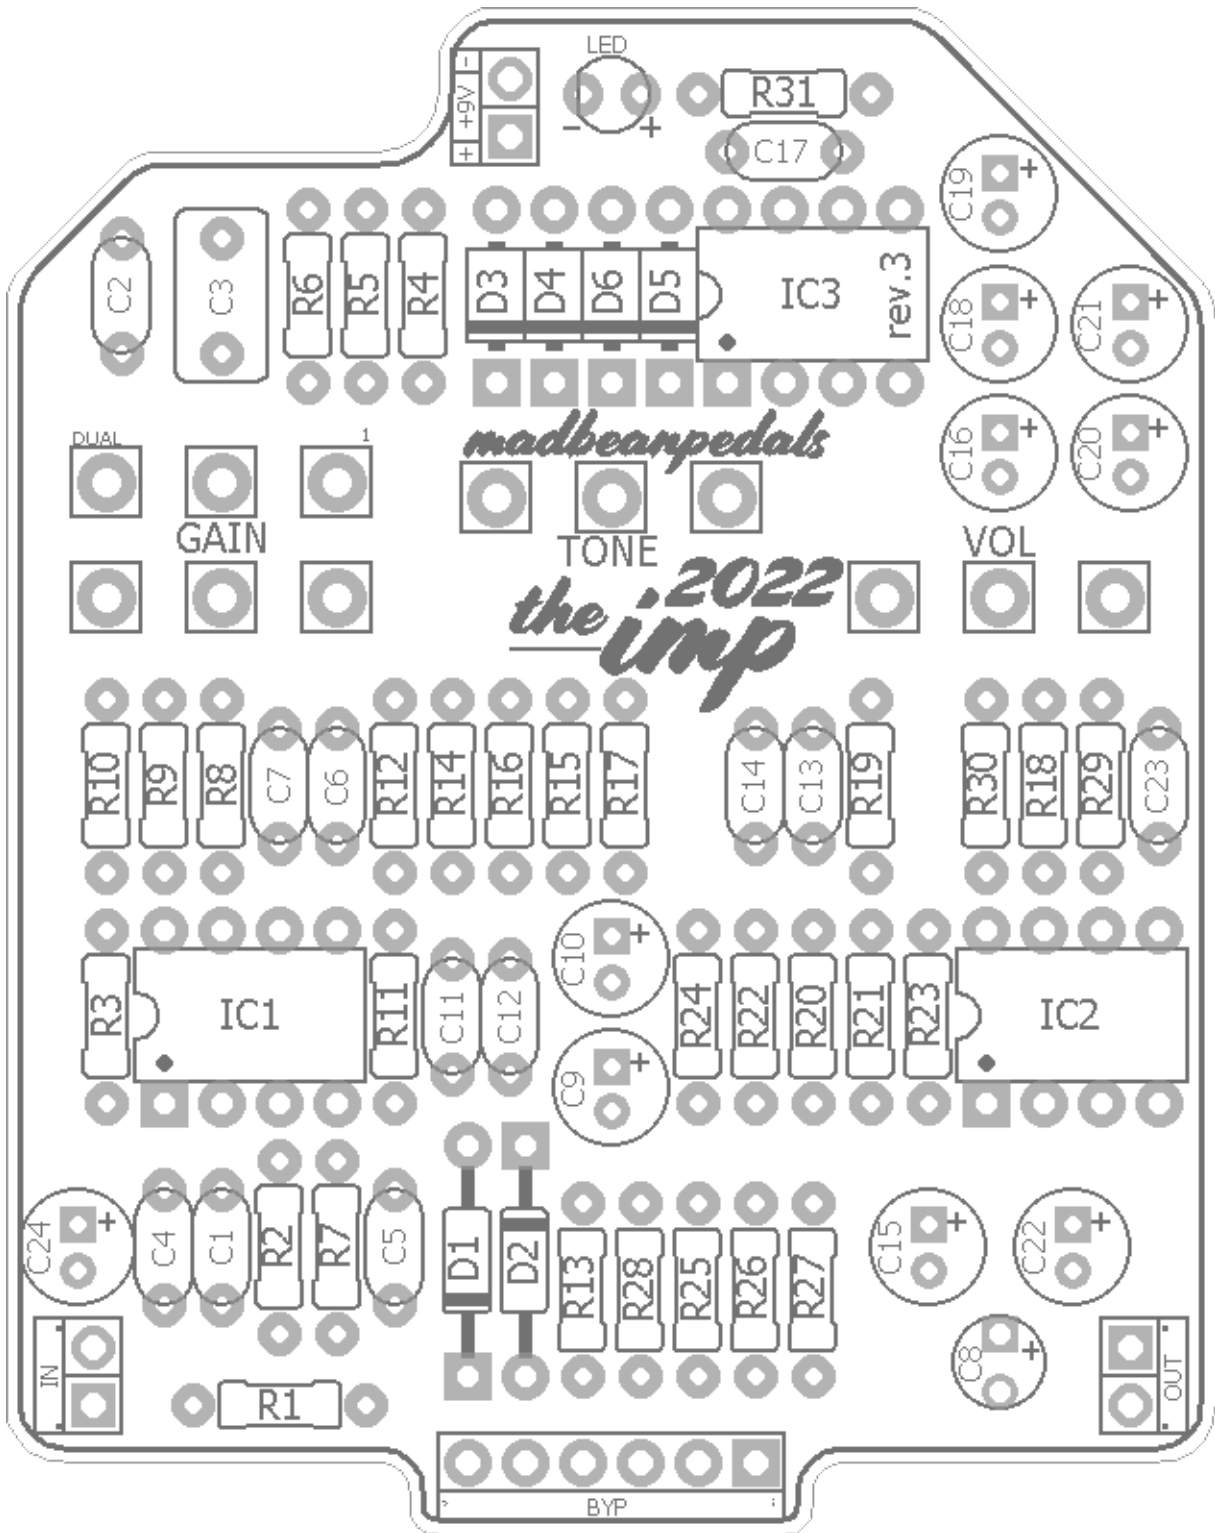 LED
-
+9V
+
-
+
R31
C17
C19
+
C2
C3
R6
R5
R4
D3
D4
D6
D5
IC3
rev.3
C18
+
C21
+
madbeanpedals
DUAL
1
C16
+
C20
+
GAIN
TONE
VOL
the imp
2022
R10
R9
R8
C7
C6
R12
R14
R16
R15
R17
C14
C13
R19
R30
R18
R29
C23
R3
IC1
R11
C11
C12
C10
+
C9
+
R24
R22
R20
R21
R23
IC2
C24
+
C4
C1
R2
R7
C5
D1
D2
R13
R28
R25
R26
R27
C15
+
C22
+
C8
+
IN
R1
OUT
BYP